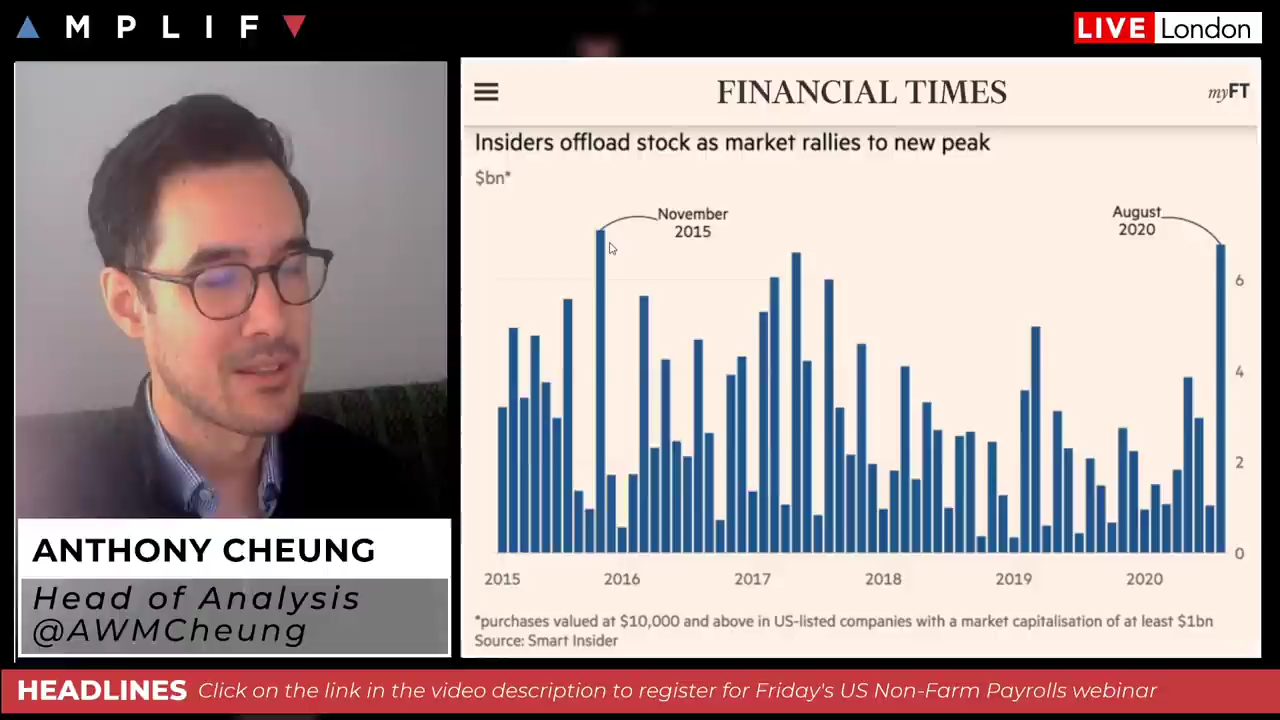 AMPLIFY
LIVE London
FINANCIAL TIMES
myFT
Insiders offload stock as market rallies to new peak
$bn*
November
2015
August
2020
6
4
2
0
2015 2016 2017 2018 2019 2020
*purchases valued at $10,000 and above in US-listed companies with a market capitalisation of at least $1bn
Source: Smart Insider
ANTHONY CHEUNG
Head of Analysis
@AWMCheung
HEADLINES Click on the link in the video description to register for Friday's US Non-Farm Payrolls webinar